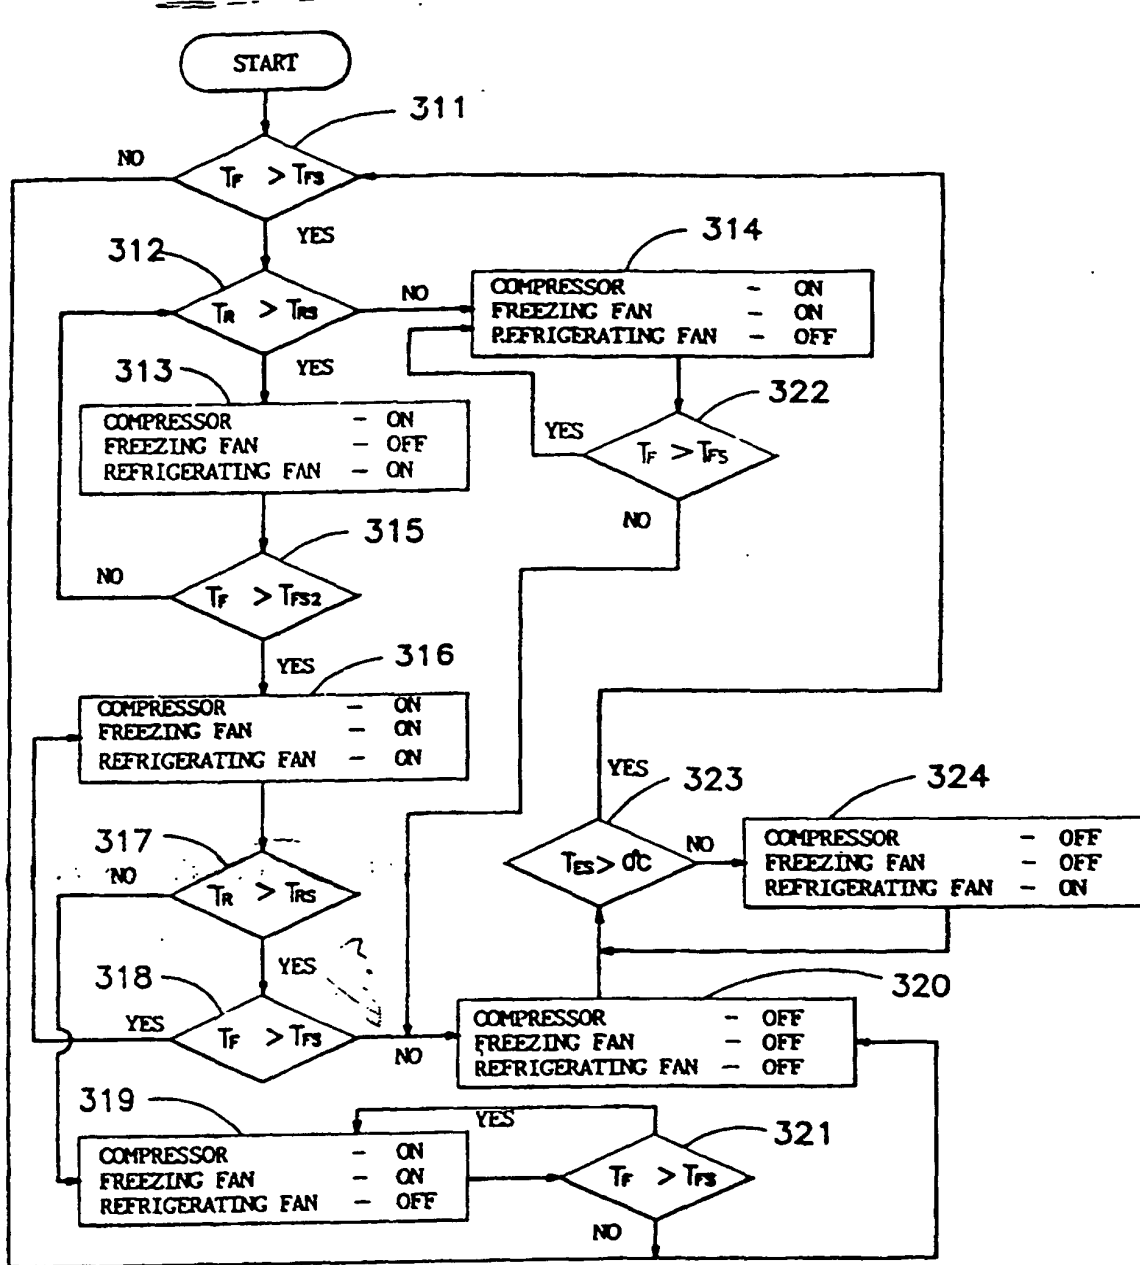 START
311
NO
TF > TFS
YES
312
TR > TRS
NO
314
COMPRESSOR - ON
FREEZING FAN - ON
REFRIGERATING FAN - OFF
YES
313
COMPRESSOR - ON
FREEZING FAN - OFF
REFRIGERATING FAN - ON
322
YES
TF > TFS
NO
315
NO
TF > TFS2
YES
316
COMPRESSOR - ON
FREEZING FAN - ON
REFRIGERATING FAN - ON
YES
323
TES > 0°C
NO
324
COMPRESSOR - OFF
FREEZING FAN - OFF
REFRIGERATING FAN - ON
317
NO
TR > TRS
YES
318
YES
TF > TFS
NO
320
COMPRESSOR - OFF
FREEZING FAN - OFF
REFRIGERATING FAN - OFF
319
YES
COMPRESSOR - ON
FREEZING FAN - ON
REFRIGERATING FAN - OFF
321
TF > TFS
NO